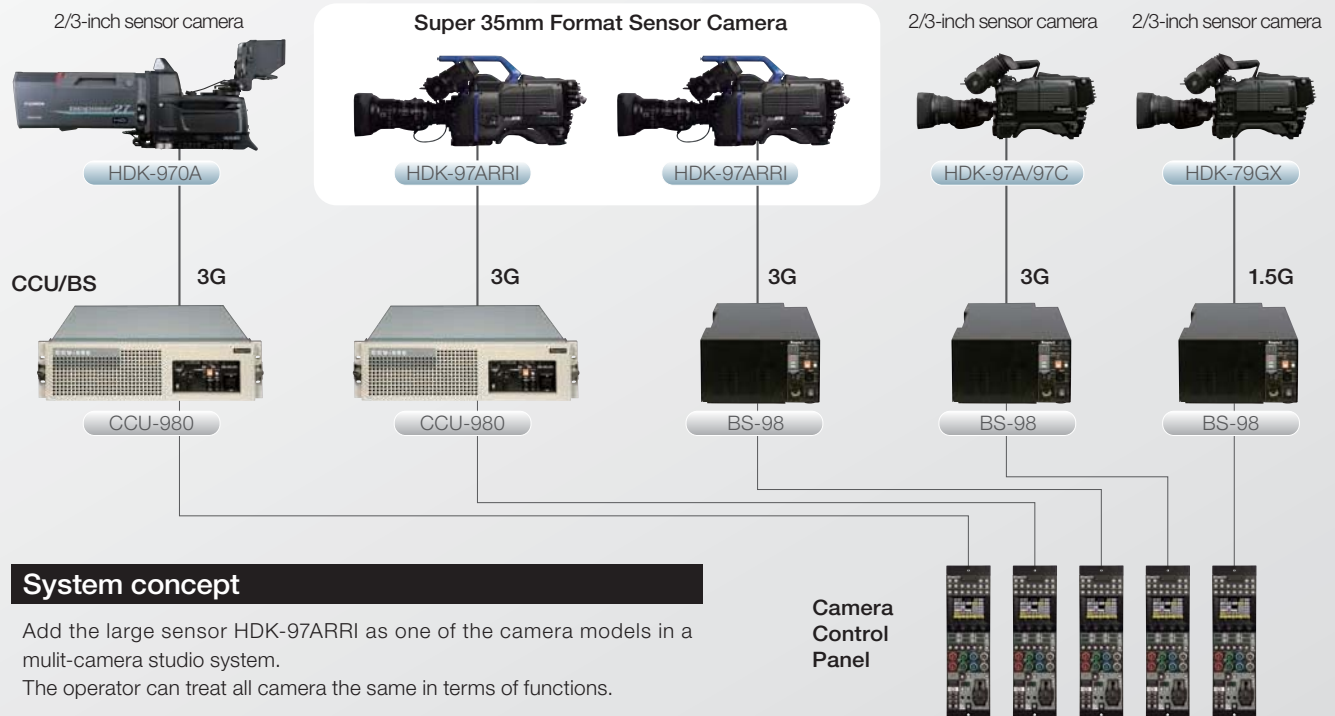 2/3-inch sensor camera
Super 35mm Format Sensor Camera
2/3-inch sensor camera
2/3-inch sensor camera
HDK-970A
HDK-97ARRI
HDK-97ARRI
HDK-97A/97C
HDK-79GX
CCU/BS
3G
3G
3G
3G
1.5G
CCU-980
CCU-980
BS-98
BS-98
BS-98
System concept
Add the large sensor HDK-97ARRI as one of the camera models in a
mulit-camera studio system.
The operator can treat all camera the same in terms of functions.
Camera
Control
Panel